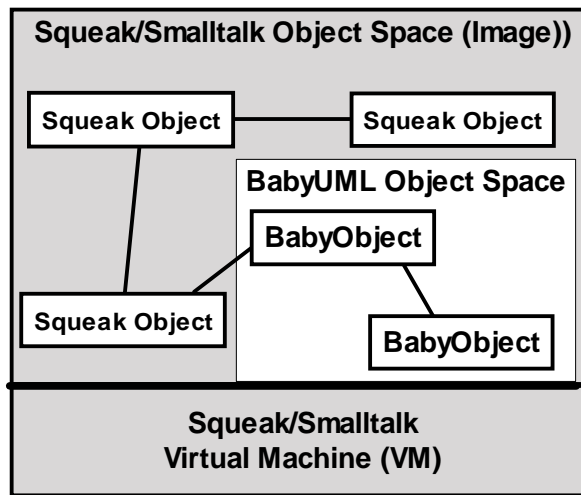 Squeak/Smalltalk Object Space (Image))
Squeak Object
Squeak Object
BabyUML Object Space
BabyObject
Squeak Object
BabyObject
Squeak/Smalltalk
Virtual Machine (VM)